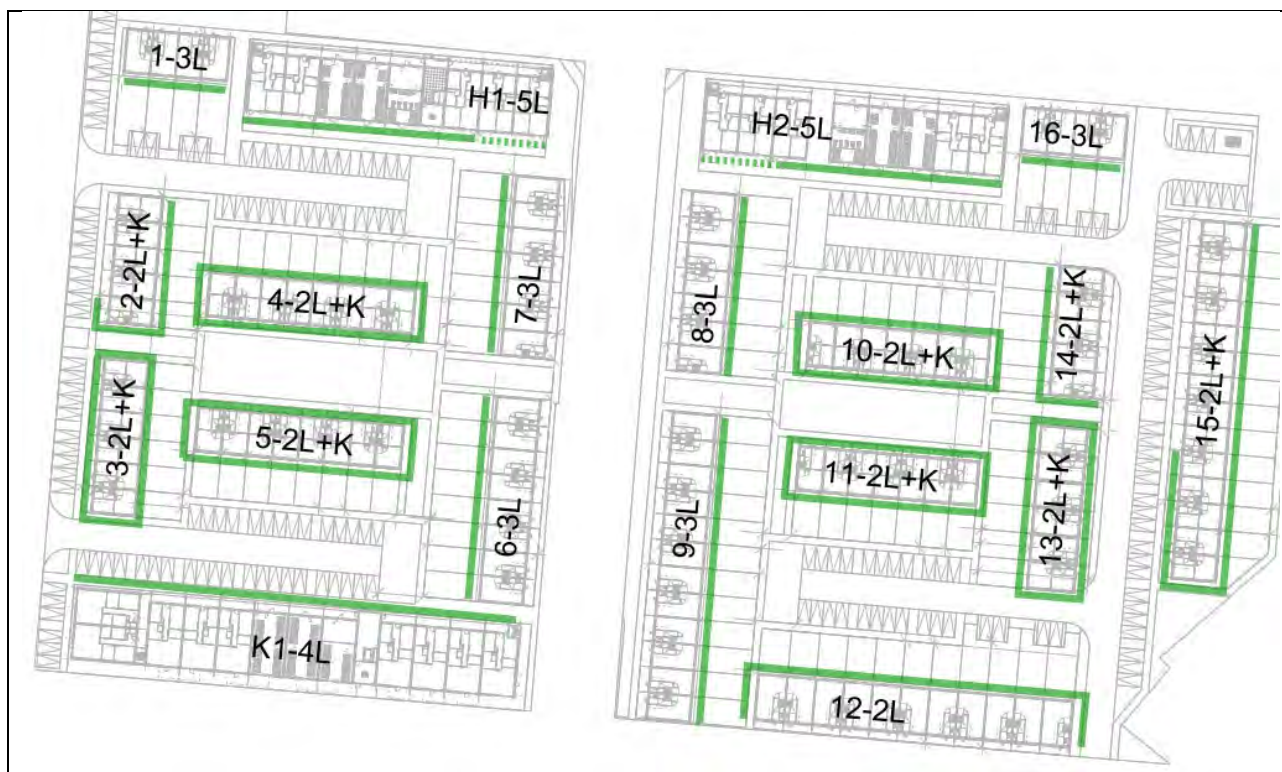 1-3L
H1-5L
H2-5L
16-3L
2-2L+K
4-2L+K
7-3L
8-3L
10-2L+K
14-2L+K
15-2L+K
3-2L+K
5-2L+K
6-3L
9-3L
11-2L+K
13-2L+K
K1-4L
12-2L